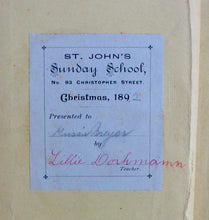 ST. JOHN'S
Sunday School,
No. 93 CHRISTOPHER STREET.
Christmas, 189
Presented to
by
Lillie Dohrmann
Teacher.